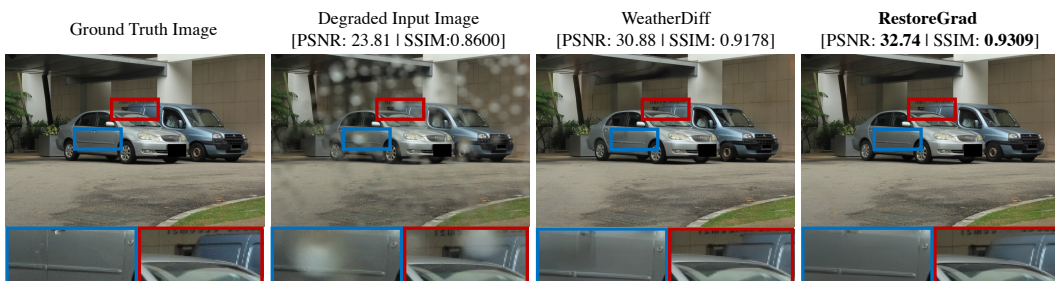 Ground Truth Image
Degraded Input Image
[PSNR: 23.81 | SSIM:0.8600]
WeatherDiff
[PSNR: 30.88 | SSIM: 0.9178]
RestoreGrad
[PSNR: 32.74 | SSIM: 0.9309]